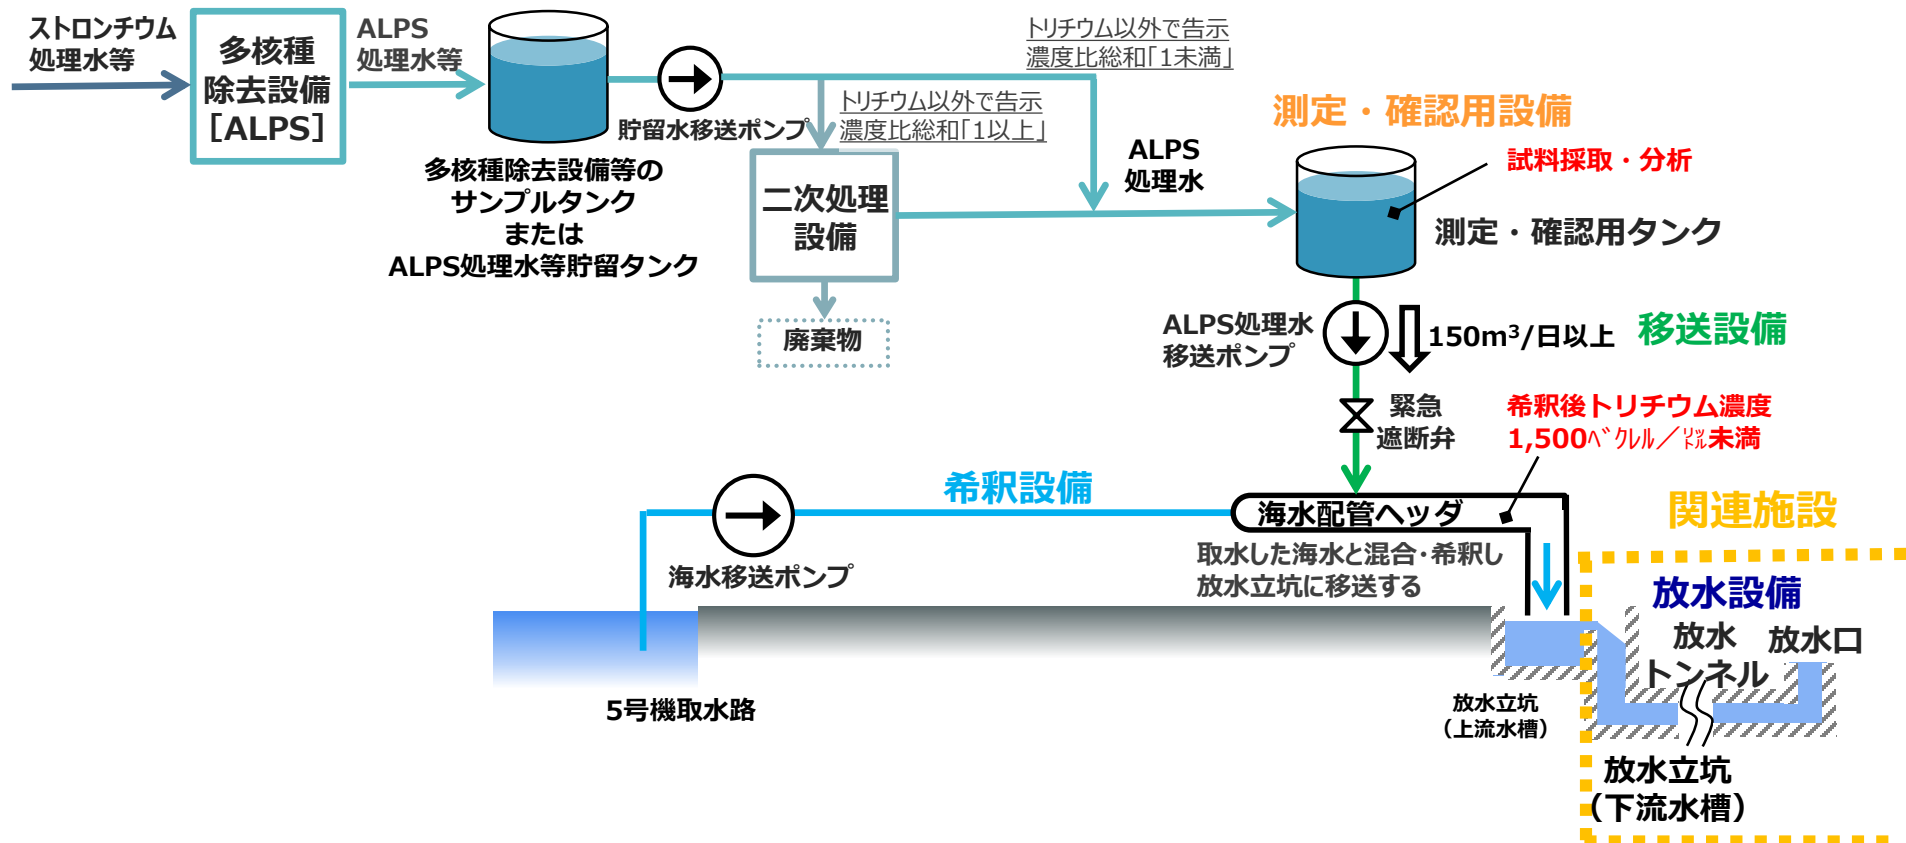 ストロンチウム
処理水等
多核種
除去設備
［ALPS］
ALPS
処理水等
多核種除去設備等の
サンプルタンク
または
ALPS処理水等貯留タンク
貯留水移送ポンプ
トリチウム以外で告示
濃度比総和「1以上」
トリチウム以外で告示
濃度比総和「1未満」
二次処理
設備
廃棄物
ALPS
処理水
測定・確認用設備
試料採取・分析
測定・確認用タンク
ALPS処理水
移送ポンプ
150m³/日以上
移送設備
緊急
遮断弁
希釈後トリチウム濃度
1,500ﾍﾞｸﾚﾙ／㍑未満
希釈設備
海水移送ポンプ
海水配管ヘッダ
取水した海水と混合・希釈し
放水立坑に移送する
関連施設
放水設備
放水
トンネル
放水口
5号機取水路
放水立坑
（上流水槽）
放水立坑
（下流水槽）